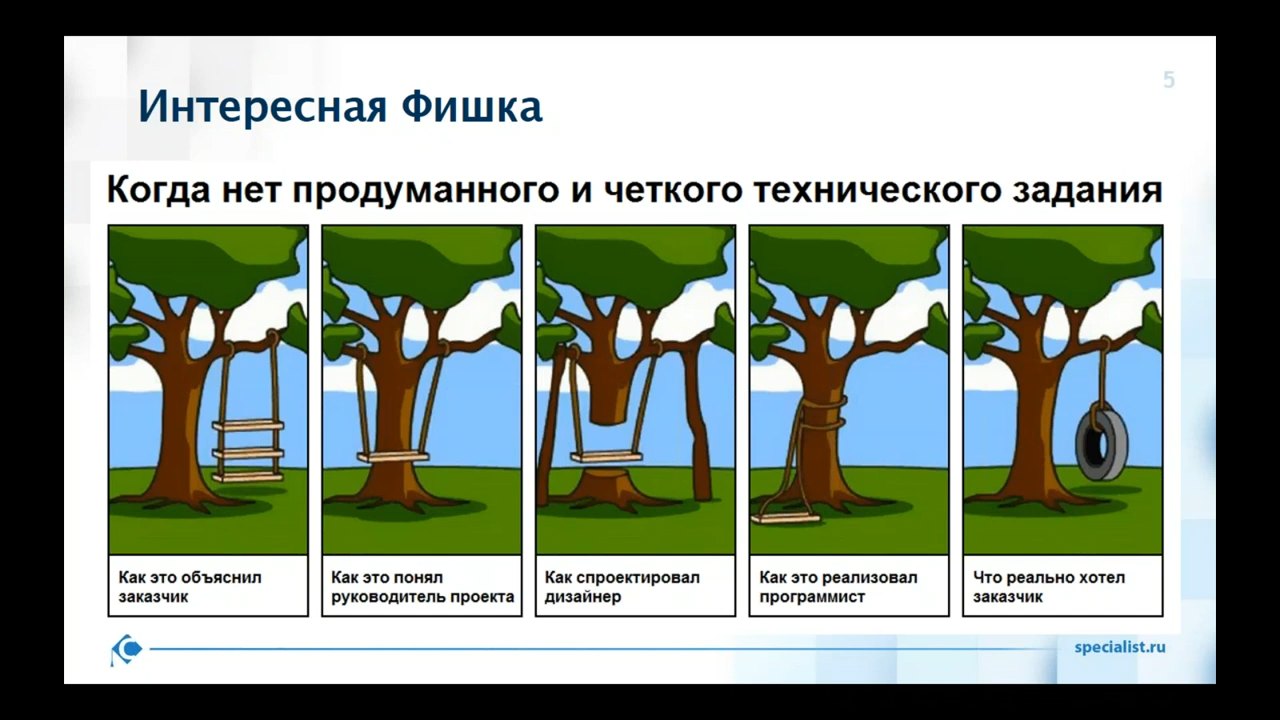 5
Интересная Фишка
Когда нет продуманного и четкого технического задания
Как это объяснил
заказчик
Как это понял
руководитель проекта
Как спроектировал
дизайнер
Как это реализовал
программист
Что реально хотел
заказчик
specialist.ru